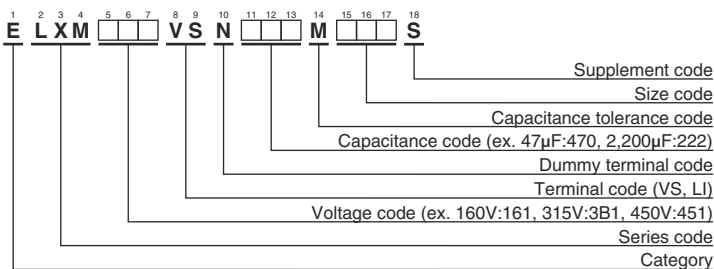 1 2 3 4 5 6 7 8 9 10 11 12 13 14 15 16 17 18
E L X M □□□ V S N □□□ M □□□ S
Supplement code
Size code
Capacitance tolerance code
Capacitance code (ex. 47µF:470, 2,200µF:222)
Dummy terminal code
Terminal code (VS, LI)
Voltage code (ex. 160V:161, 315V:3B1, 450V:451)
Series code
Category